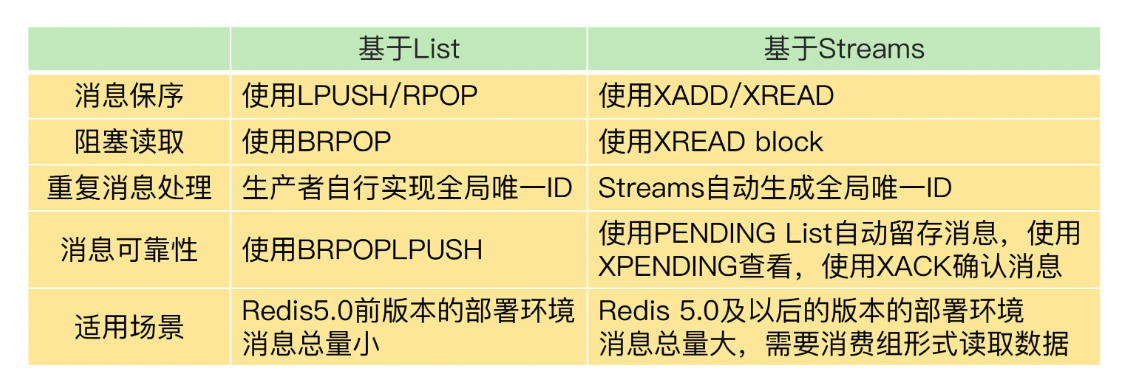 基于List
基于Streams
消息保序
使用LPUSH/RPOP
使用XADD/XREAD
阻塞读取
使用BRPOP
使用XREAD block
重复消息处理
生产者自行实现全局唯一ID
Streams自动生成全局唯一ID
消息可靠性
使用BRPOPLPUSH
使用PENDING List自动留存消息，使用
XPENDING查看，使用XACK确认消息
适用场景
Redis5.0前版本的部署环境
消息总量小
Redis 5.0及以后的版本的部署环境
消息总量大，需要消费组形式读取数据